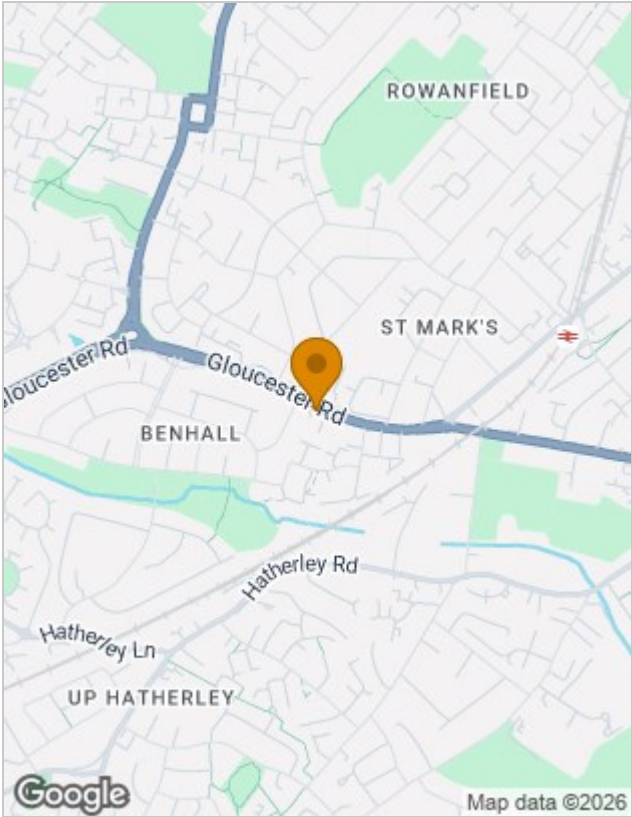 ROWANFIELD
ST MARK'S
Gloucester Rd
Gloucester Rd
BENHALL
Hatherley Rd
Hatherley Ln
UP HATHERLEY
Google
Map data ©2026